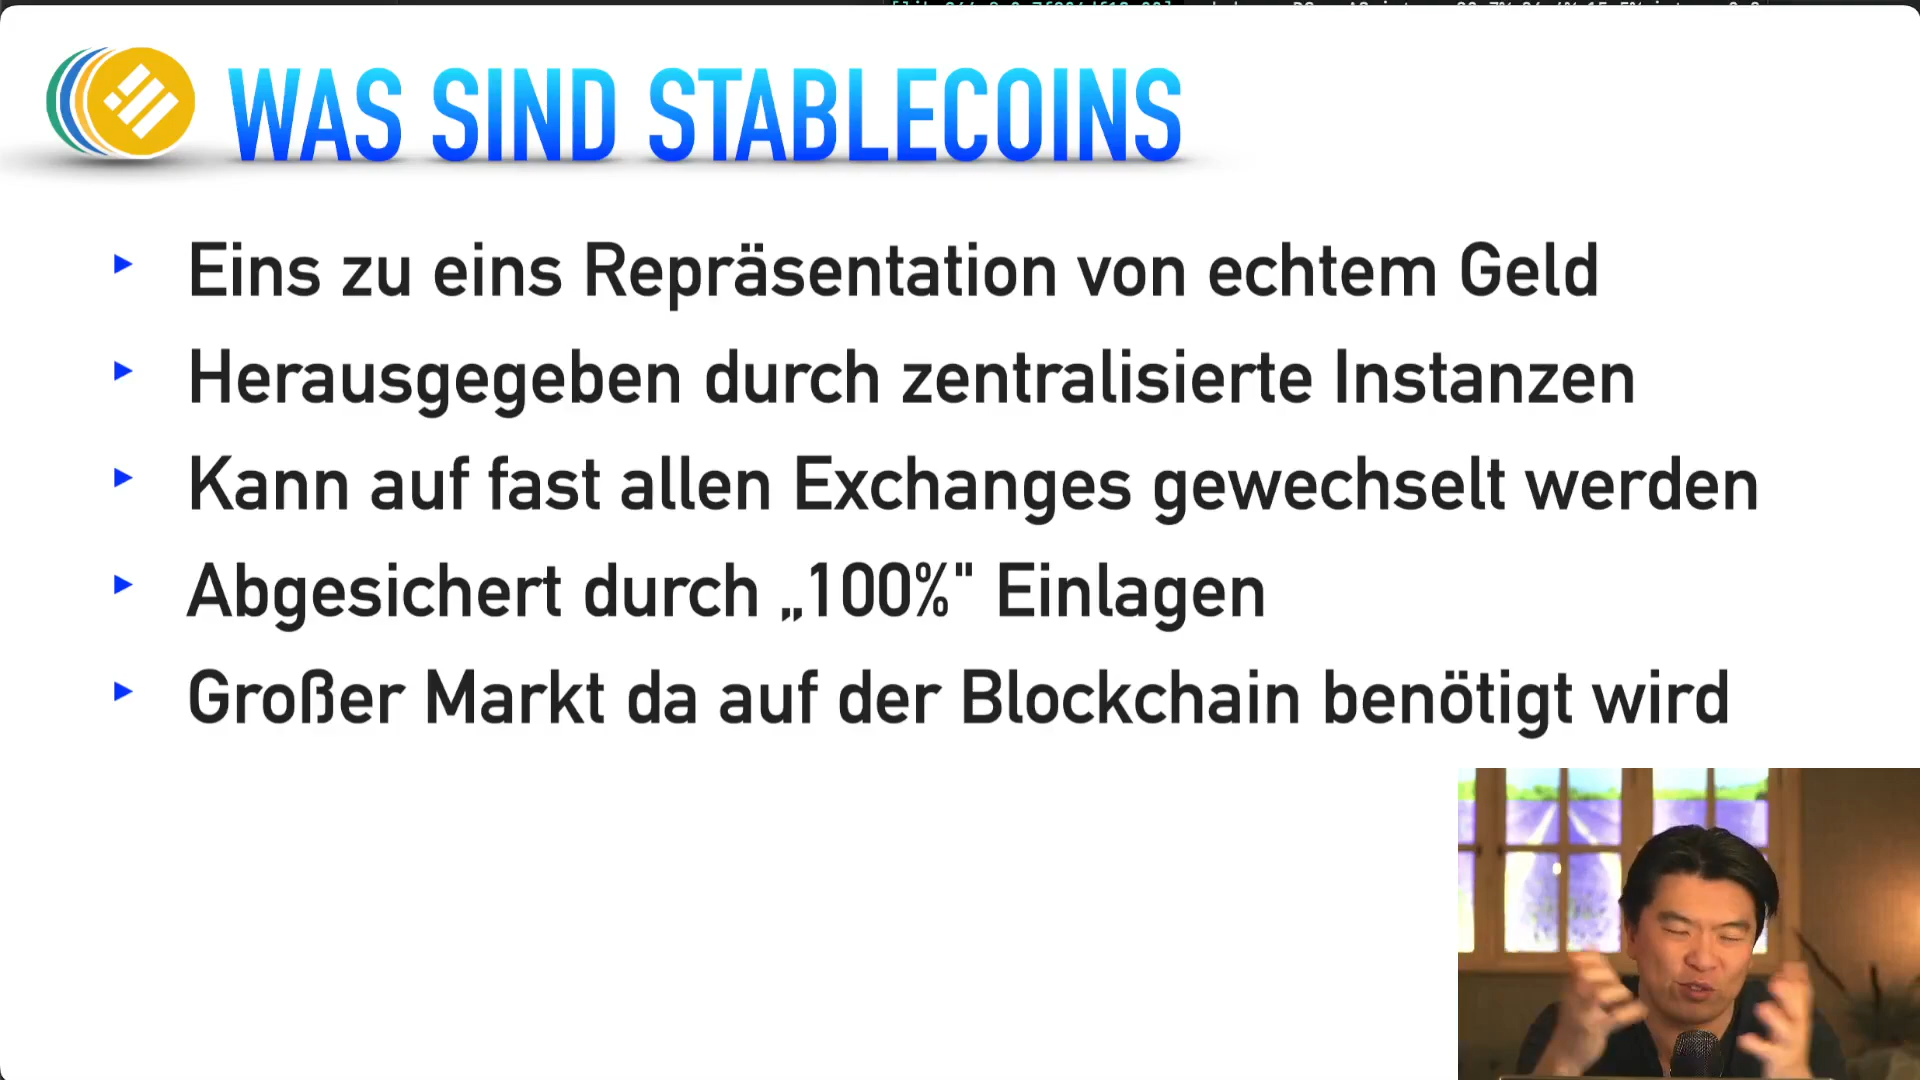 WAS SIND STABLECOINS
Eins zu eins Repräsentation von echtem Geld
Herausgegeben durch zentralisierte Instanzen
Kann auf fast allen Exchanges gewechselt werden
Abgesichert durch „100%" Einlagen
Großer Markt da auf der Blockchain benötigt wird